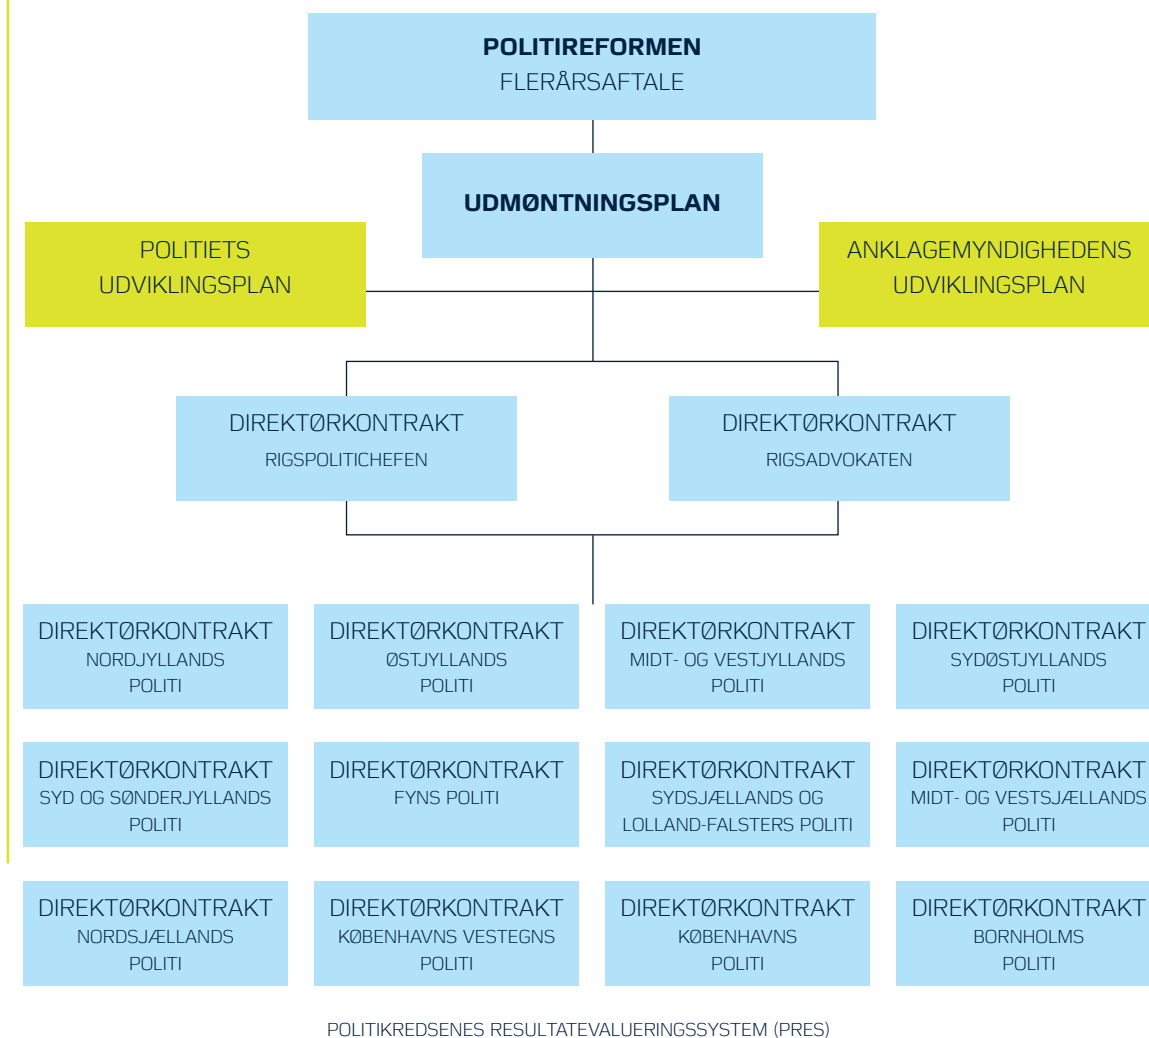 POLITIREFORMEN
FLERÅRSAFTALE
UDMØNTNINGSPLAN
POLITIETS
UDVIKLINGSPLAN
ANKLAGEMYNDIGHEDENS
UDVIKLINGSPLAN
DIREKTØRKONTRAKT
RIGSPOLITICHEFEN
DIREKTØRKONTRAKT
RIGSADVOKATEN
DIREKTØRKONTRAKT
NORDJYLLANDS
POLITI
DIREKTØRKONTRAKT
ØSTJYLLANDS
POLITI
DIREKTØRKONTRAKT
MIDT- OG VESTJYLLANDS
POLITI
DIREKTØRKONTRAKT
SYDØSTJYLLANDS
POLITI
DIREKTØRKONTRAKT
SYD OG SØNDERJYLLANDS
POLITI
DIREKTØRKONTRAKT
FYNS POLITI
DIREKTØRKONTRAKT
SYDSJÆLLANDS OG
LOLLAND-FALSTERS POLITI
DIREKTØRKONTRAKT
MIDT- OG VESTSJÆLLANDS
POLITI
DIREKTØRKONTRAKT
NORDSJÆLLANDS
POLITI
DIREKTØRKONTRAKT
KØBENHAVNS VESTEGNS
POLITI
DIREKTØRKONTRAKT
KØBENHAVNS
POLITI
DIREKTØRKONTRAKT
BORNHOLMS
POLITI
POLITIKREDSENES RESULTATEVALUERINGSSYSTEM (PRES)